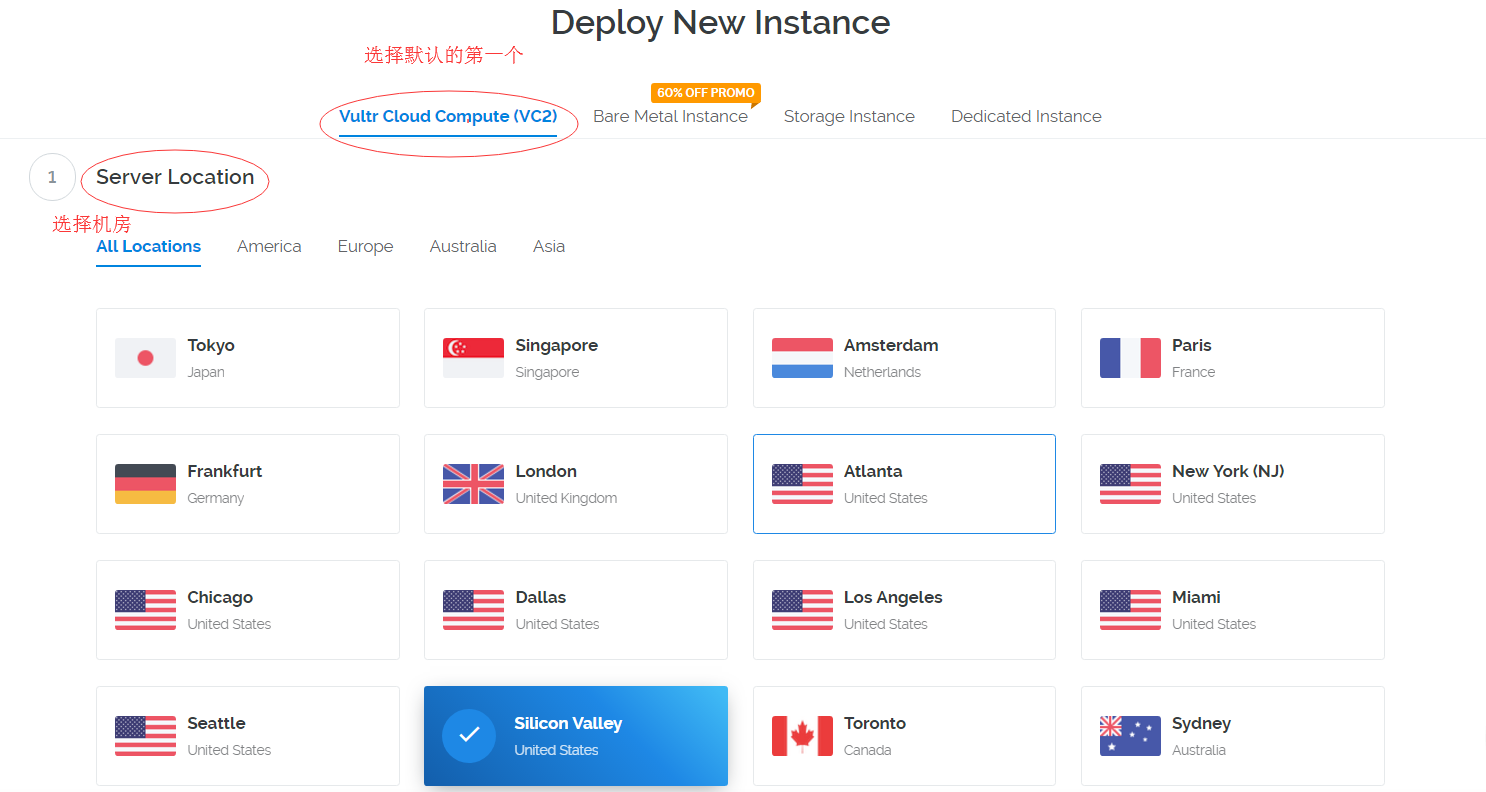 Deploy New Instance
选择默认的第一个
60% OFF PROMO
Vultr Cloud Compute (VC2)
Bare Metal Instance
Storage Instance
Dedicated Instance
1
Server Location
选择机房
All Locations
America
Europe
Australia
Asia
Tokyo
Japan
Singapore
Singapore
Amsterdam
Netherlands
Paris
France
Frankfurt
Germany
London
United Kingdom
Atlanta
United States
New York (NJ)
United States
Chicago
United States
Dallas
United States
Los Angeles
United States
Miami
United States
Seattle
United States
Silicon Valley
United States
Toronto
Canada
Sydney
Australia